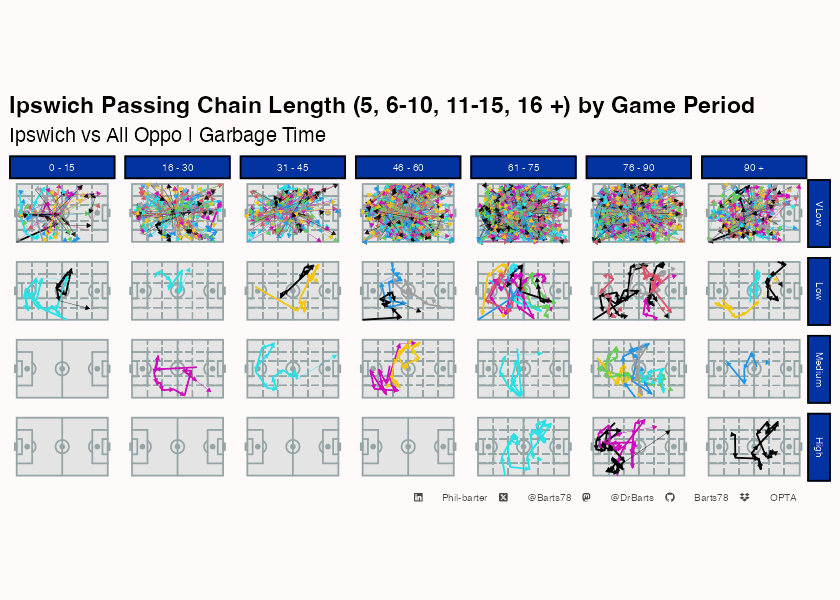 Ipswich Passing Chain Length (5, 6-10, 11-15, 16 +) by Game Period
Ipswich vs All Oppo | Garbage Time
0 - 15 16 - 30 31 - 45 46 - 60 61 - 75 76 - 90 90 +
VLow
Low
Medium
High
Phil-barter @Barts78 @DrBarts Barts78 OPTA